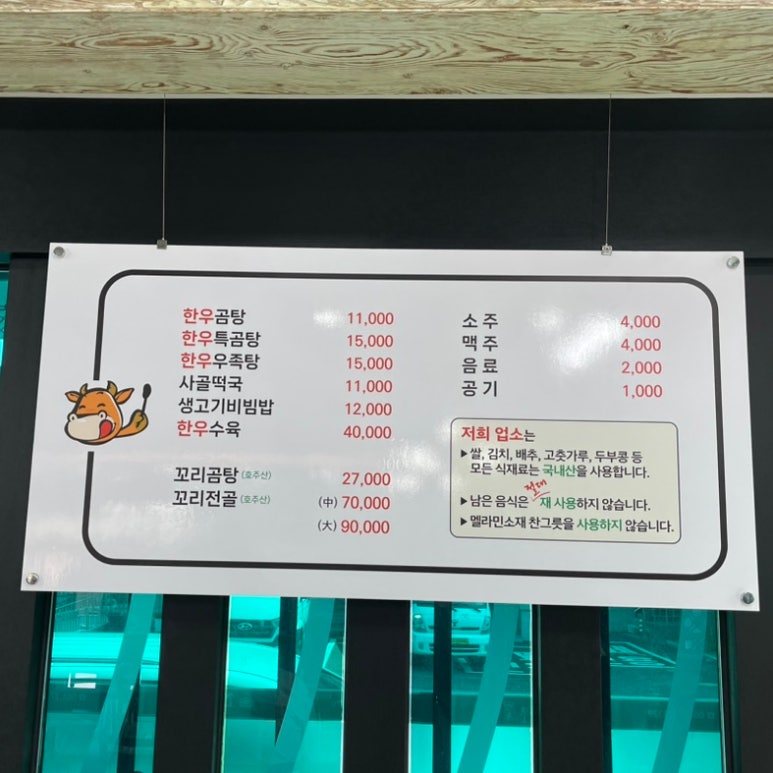 한우곰탕 11,000
한우특곰탕 15,000
한우우족탕 15,000
사골떡국 11,000
생고기비빔밥 12,000
한우수육 40,000
꼬리곰탕 (호주산) 27,000
꼬리전골 (호주산) (中) 70,000
(大) 90,000
소주 4,000
맥주 4,000
음료 2,000
공기 1,000
저희 업소는
▶쌀, 김치, 배추, 고춧가루, 두부콩 등
모든 식재료는 국내산을 사용합니다.
절대
▶남은 음식은 재 사용하지 않습니다.
▶멜라민소재 찬그릇을 사용하지 않습니다.